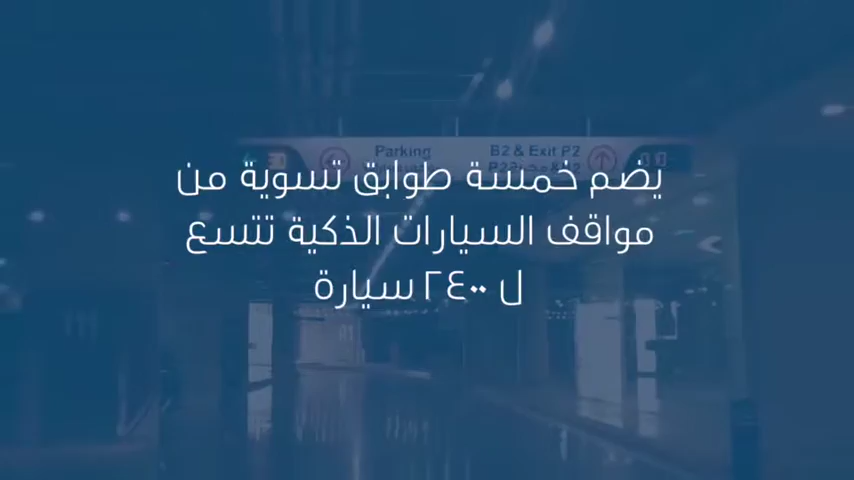 Parking
B2 & Exit P2
يضم خمسة طوابق تسوية من
مواقف السيارات الذكية تتسع
ل ٢٤٠٠ سيارة